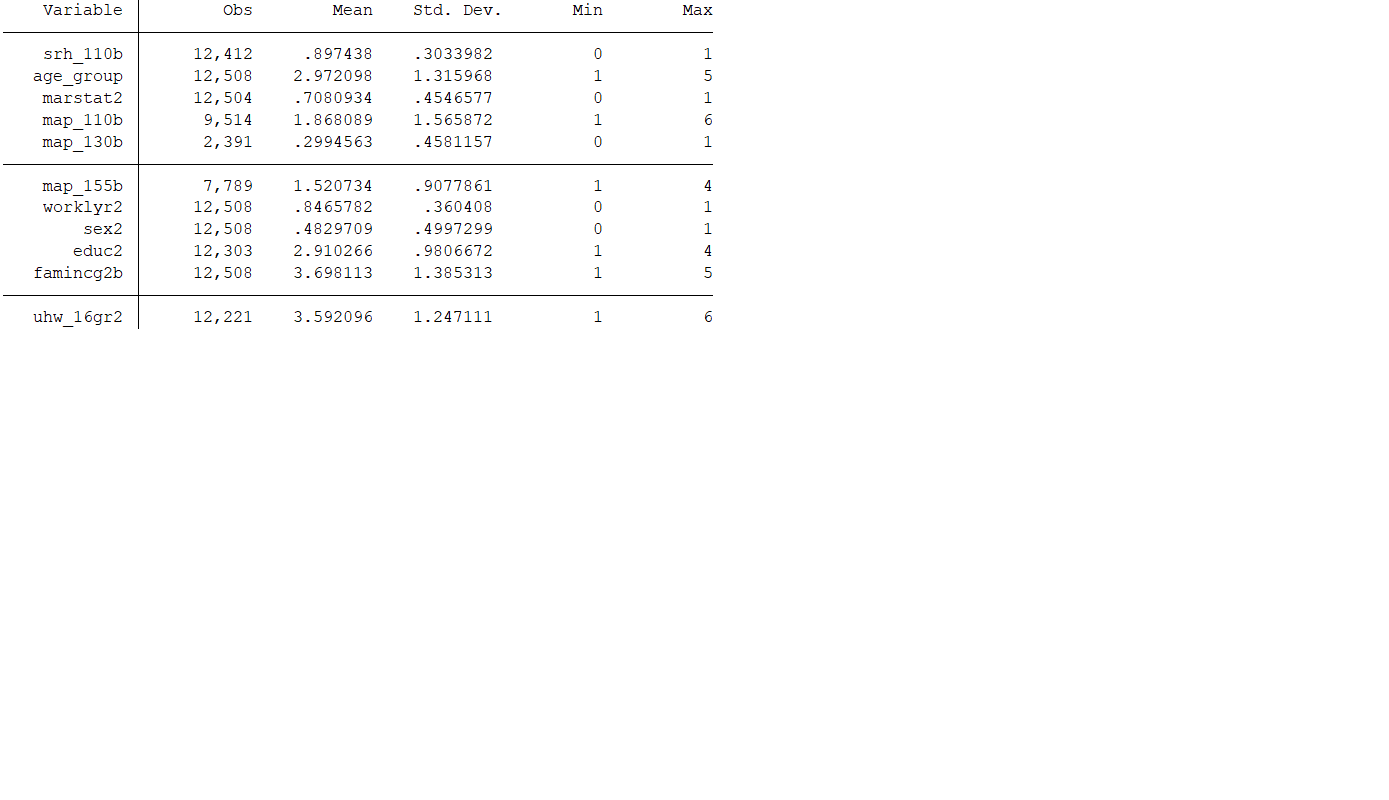 Variable Obs Mean Std. Dev. Min Max
srh_110b 12,412 .897438 .3033982 0 1
age_group 12,508 2.972098 1.315968 1 5
marstat2 12,504 .7080934 .4546577 0 1
map_110b 9,514 1.868089 1.565872 1 6
map_130b 2,391 .2994563 .4581157 0 1
map_155b 7,789 1.520734 .9077861 1 4
worklyr2 12,508 .8465782 .360408 0 1
sex2 12,508 .4829709 .4997299 0 1
educ2 12,303 2.910266 .9806672 1 4
famincg2b 12,508 3.698113 1.385313 1 5
uhw_16gr2 12,221 3.592096 1.247111 1 6